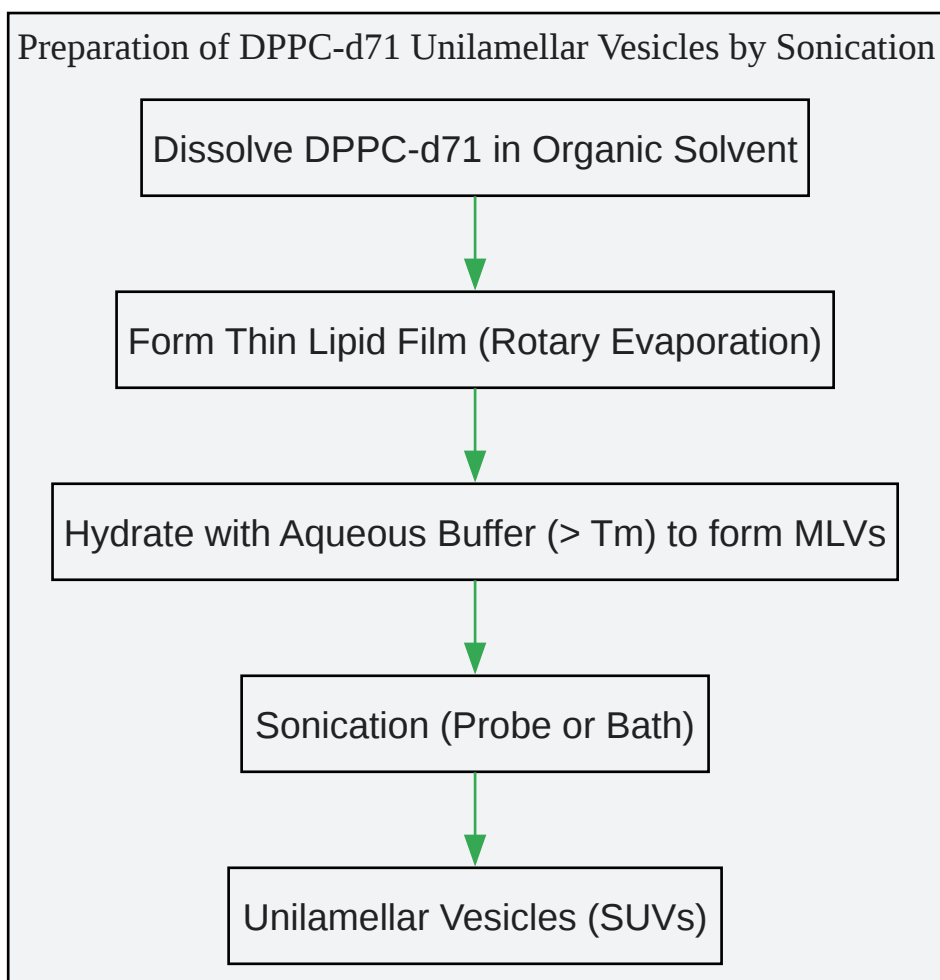 Preparation of DPPC-d71 Unilamellar Vesicles by Sonication
Dissolve DPPC-d71 in Organic Solvent
Form Thin Lipid Film (Rotary Evaporation)
Hydrate with Aqueous Buffer (> Tm) to form MLVs
Sonication (Probe or Bath)
Unilamellar Vesicles (SUVs)